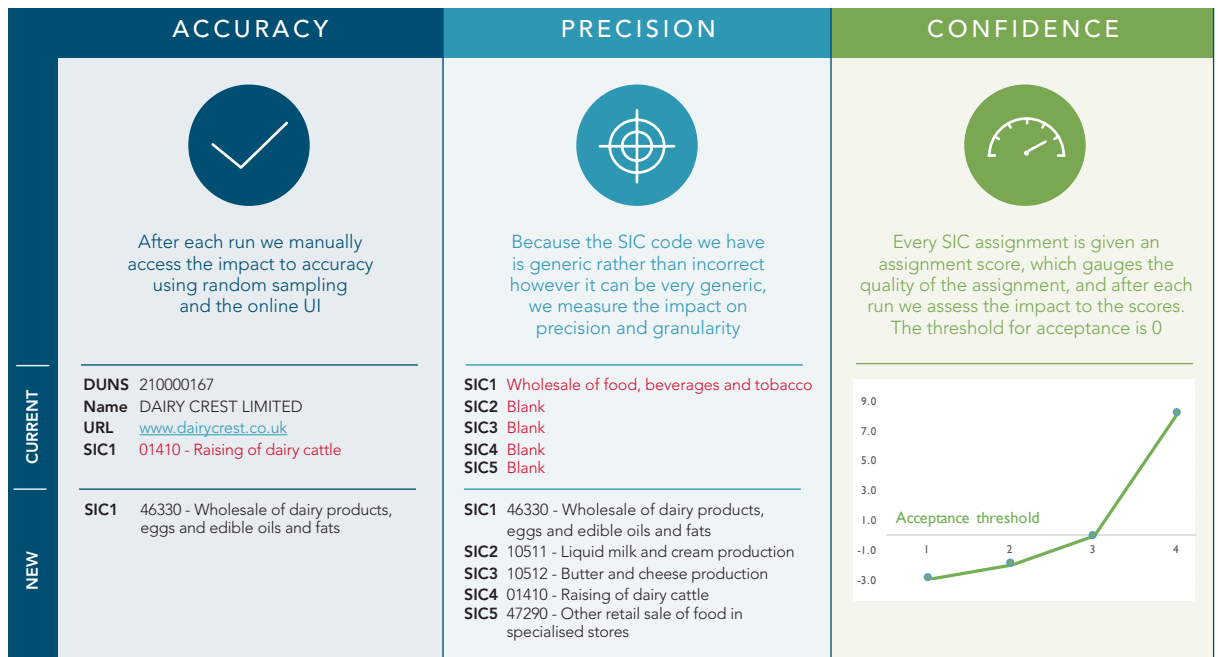 ACCURACY
PRECISION
CONFIDENCE
After each run we manually
access the impact to accuracy
using random sampling
and the online UI
Because the SIC code we have
is generic rather than incorrect
however it can be very generic,
we measure the impact on
precision and granularity
Every SIC assignment is given an
assignment score, which gauges the
quality of the assignment, and after each
run we assess the impact to the scores.
The threshold for acceptance is 0
CURRENT
DUNS 210000167
Name DAIRY CREST LIMITED
URL www.dairycrest.co.uk
SIC1 01410 - Raising of dairy cattle
SIC1 Wholesale of food, beverages and tobacco
SIC2 Blank
SIC3 Blank
SIC4 Blank
SIC5 Blank
NEW
SIC1 46330 - Wholesale of dairy products,
eggs and edible oils and fats
SIC1 46330 - Wholesale of dairy products,
eggs and edible oils and fats
SIC2 10511 - Liquid milk and cream production
SIC3 10512 - Butter and cheese production
SIC4 01410 - Raising of dairy cattle
SIC5 47290 - Other retail sale of food in
specialised stores
9.0
7.0
5.0
3.0
1.0
-1.0
-3.0
Acceptance threshold
1 2 3 4